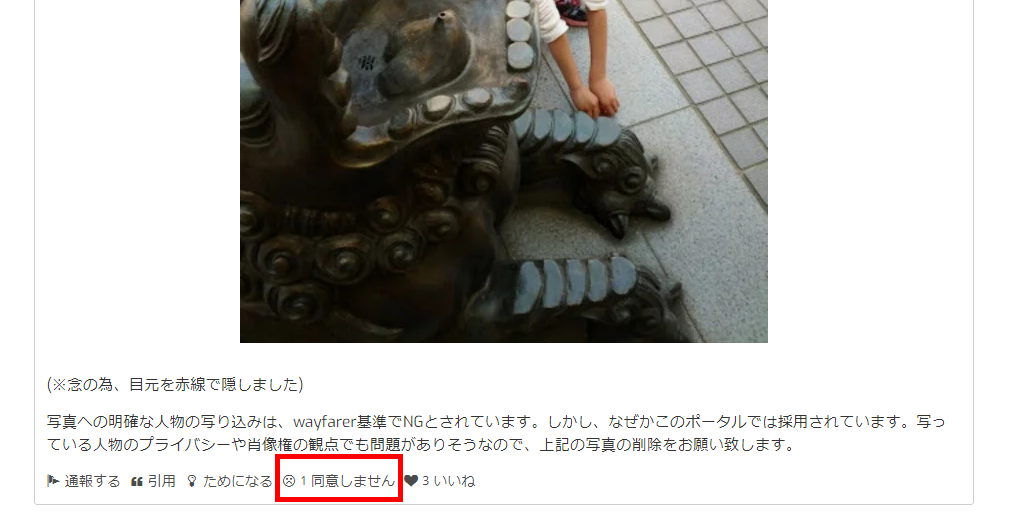 (※念の為、目元を赤線で隠しました)
写真への明確な人物の写り込みは、wayfarer基準でNGとされています。しかし、なぜかこのポータルでは採用されています。写っ
ている人物のプライバシーや肖像権の観点でも問題がありそうなので、上記の写真の削除をお願い致します。
通報する 引用 ためになる 1 同意しません 3 いいね